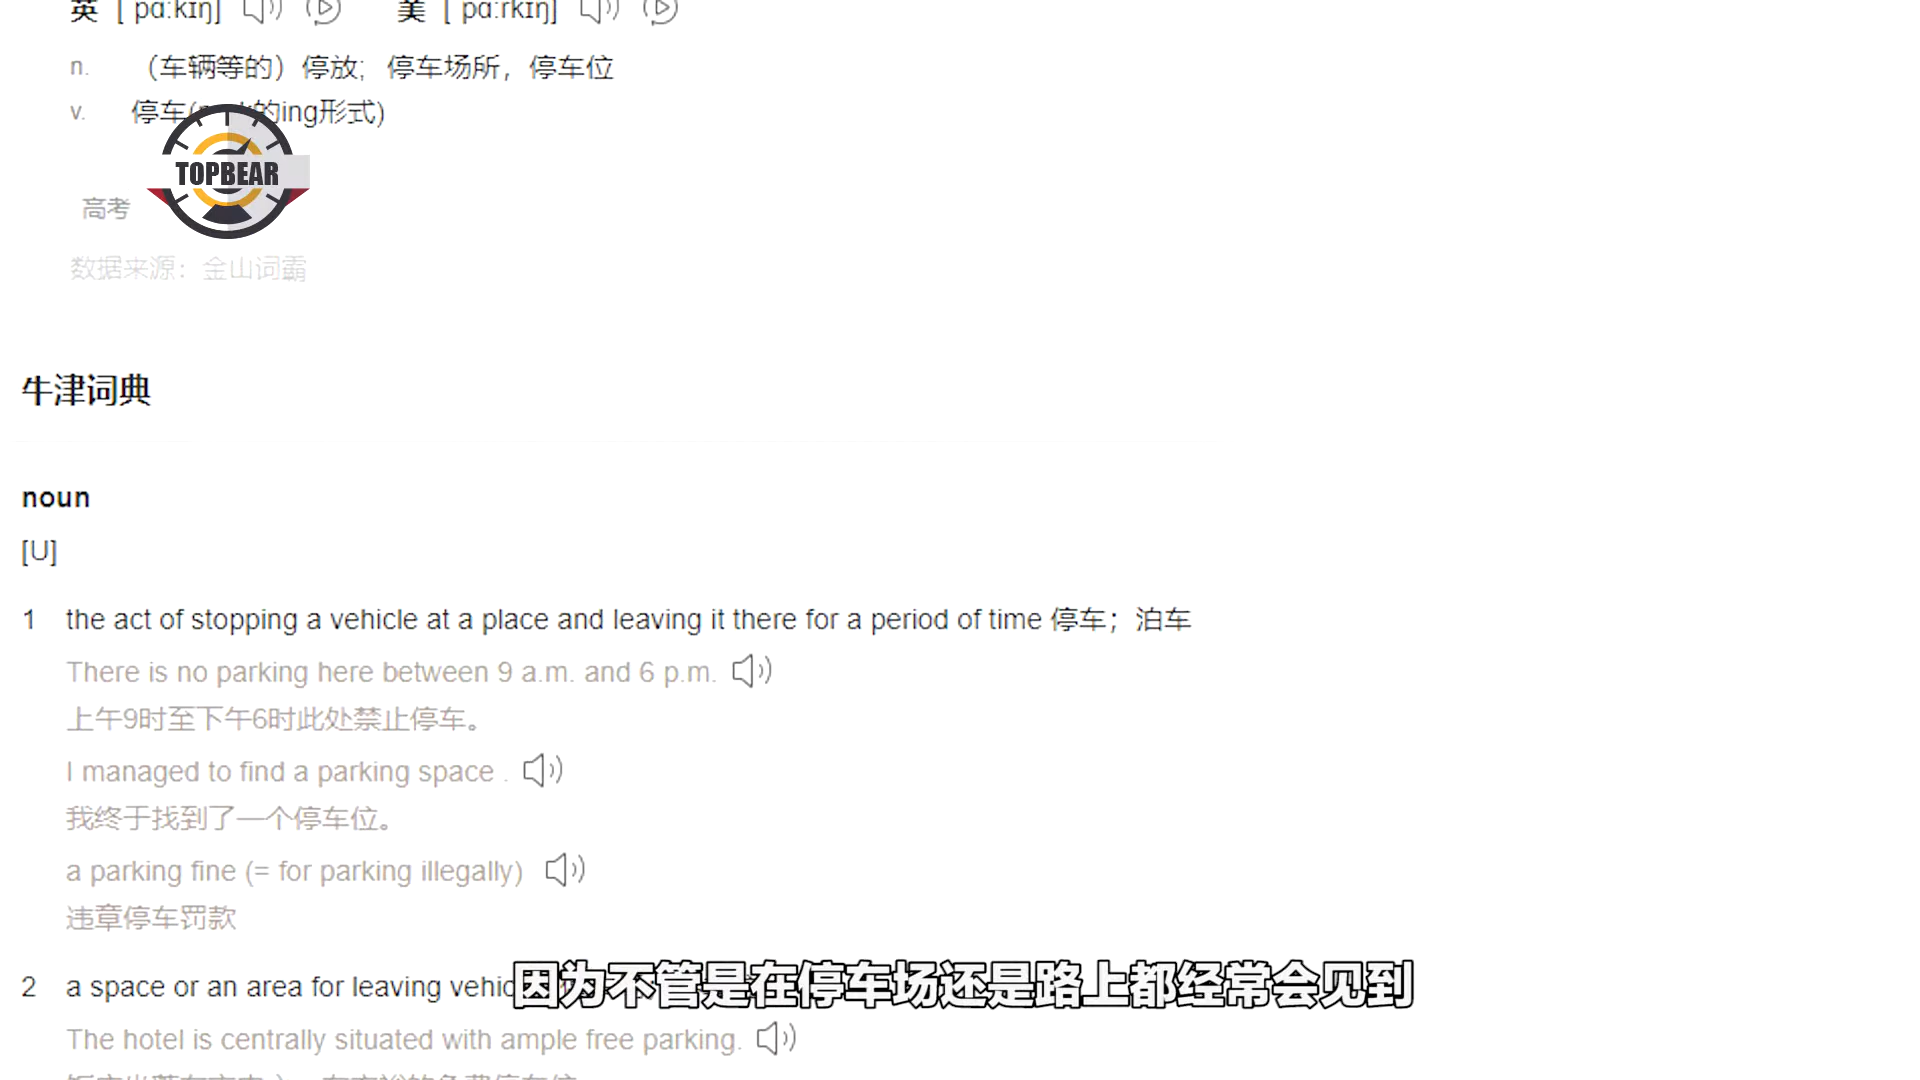 英 [ˈpɑːkɪŋ] 美 [ˈpɑːrkɪŋ]
n. （车辆等的）停放；停车场所，停车位
v. 停车(park的ing形式)
TOPBEAR
高考
数据来源：金山词霸
牛津词典
noun
[U]
1 the act of stopping a vehicle at a place and leaving it there for a period of time 停车；泊车
There is no parking here between 9 a.m. and 6 p.m.
上午9时至下午6时此处禁止停车。
I managed to find a parking space .
我终于找到了一个停车位。
a parking fine (= for parking illegally)
违章停车罚款
2 a space or an area for leaving vehic
因为不管是在停车场还是路上都经常会见到
The hotel is centrally situated with ample free parking.